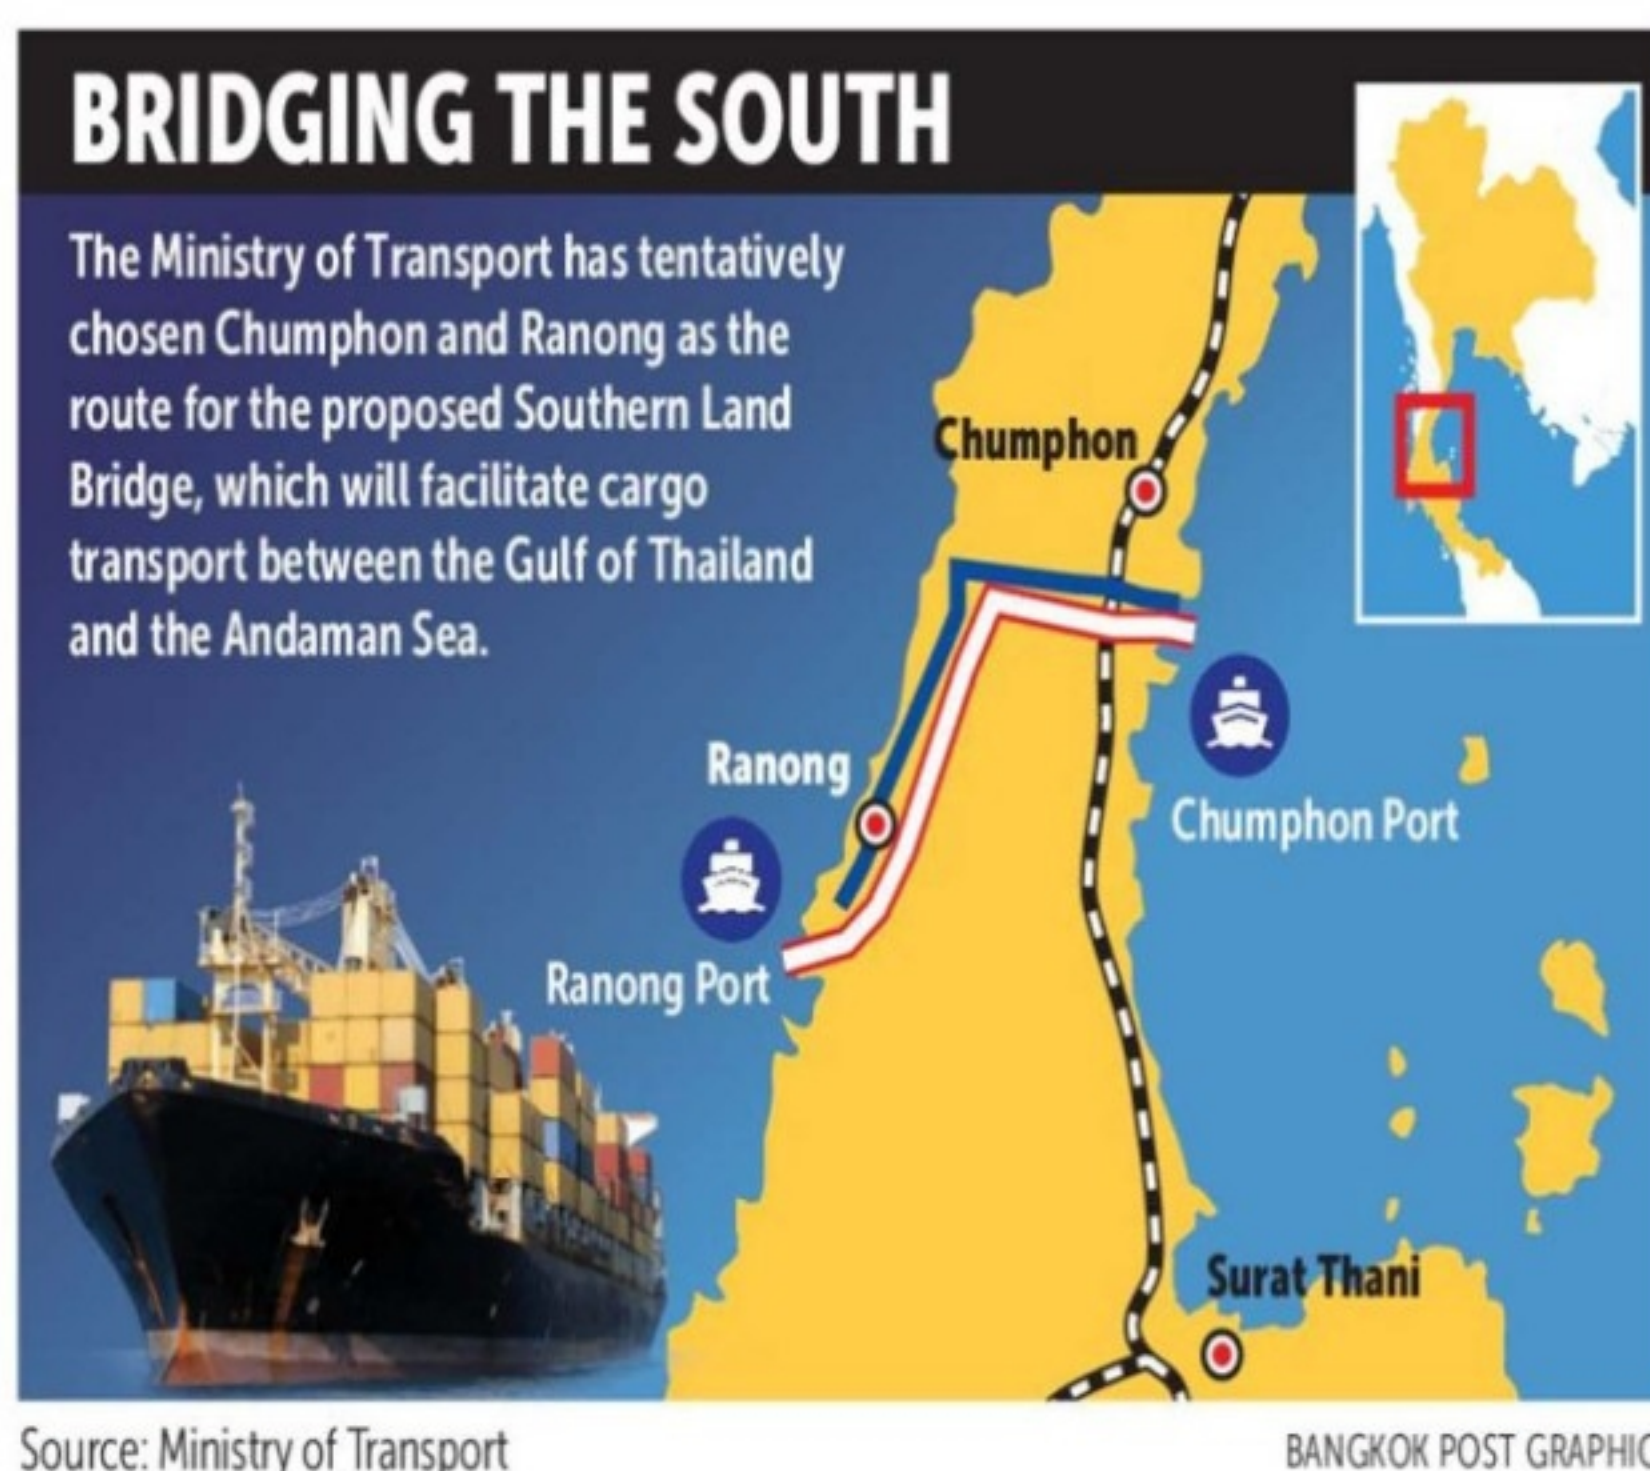 BRIDGING THE SOUTH
The Ministry of Transport has tentatively
chosen Chumphon and Ranong as the
route for the proposed Southern Land
Bridge, which will facilitate cargo
transport between the Gulf of Thailand
and the Andaman Sea.
Chumphon
Ranong
Chumphon Port
Ranong Port
Surat Thani
Source: Ministry of Transport
BANGKOK POST GRAPHIC